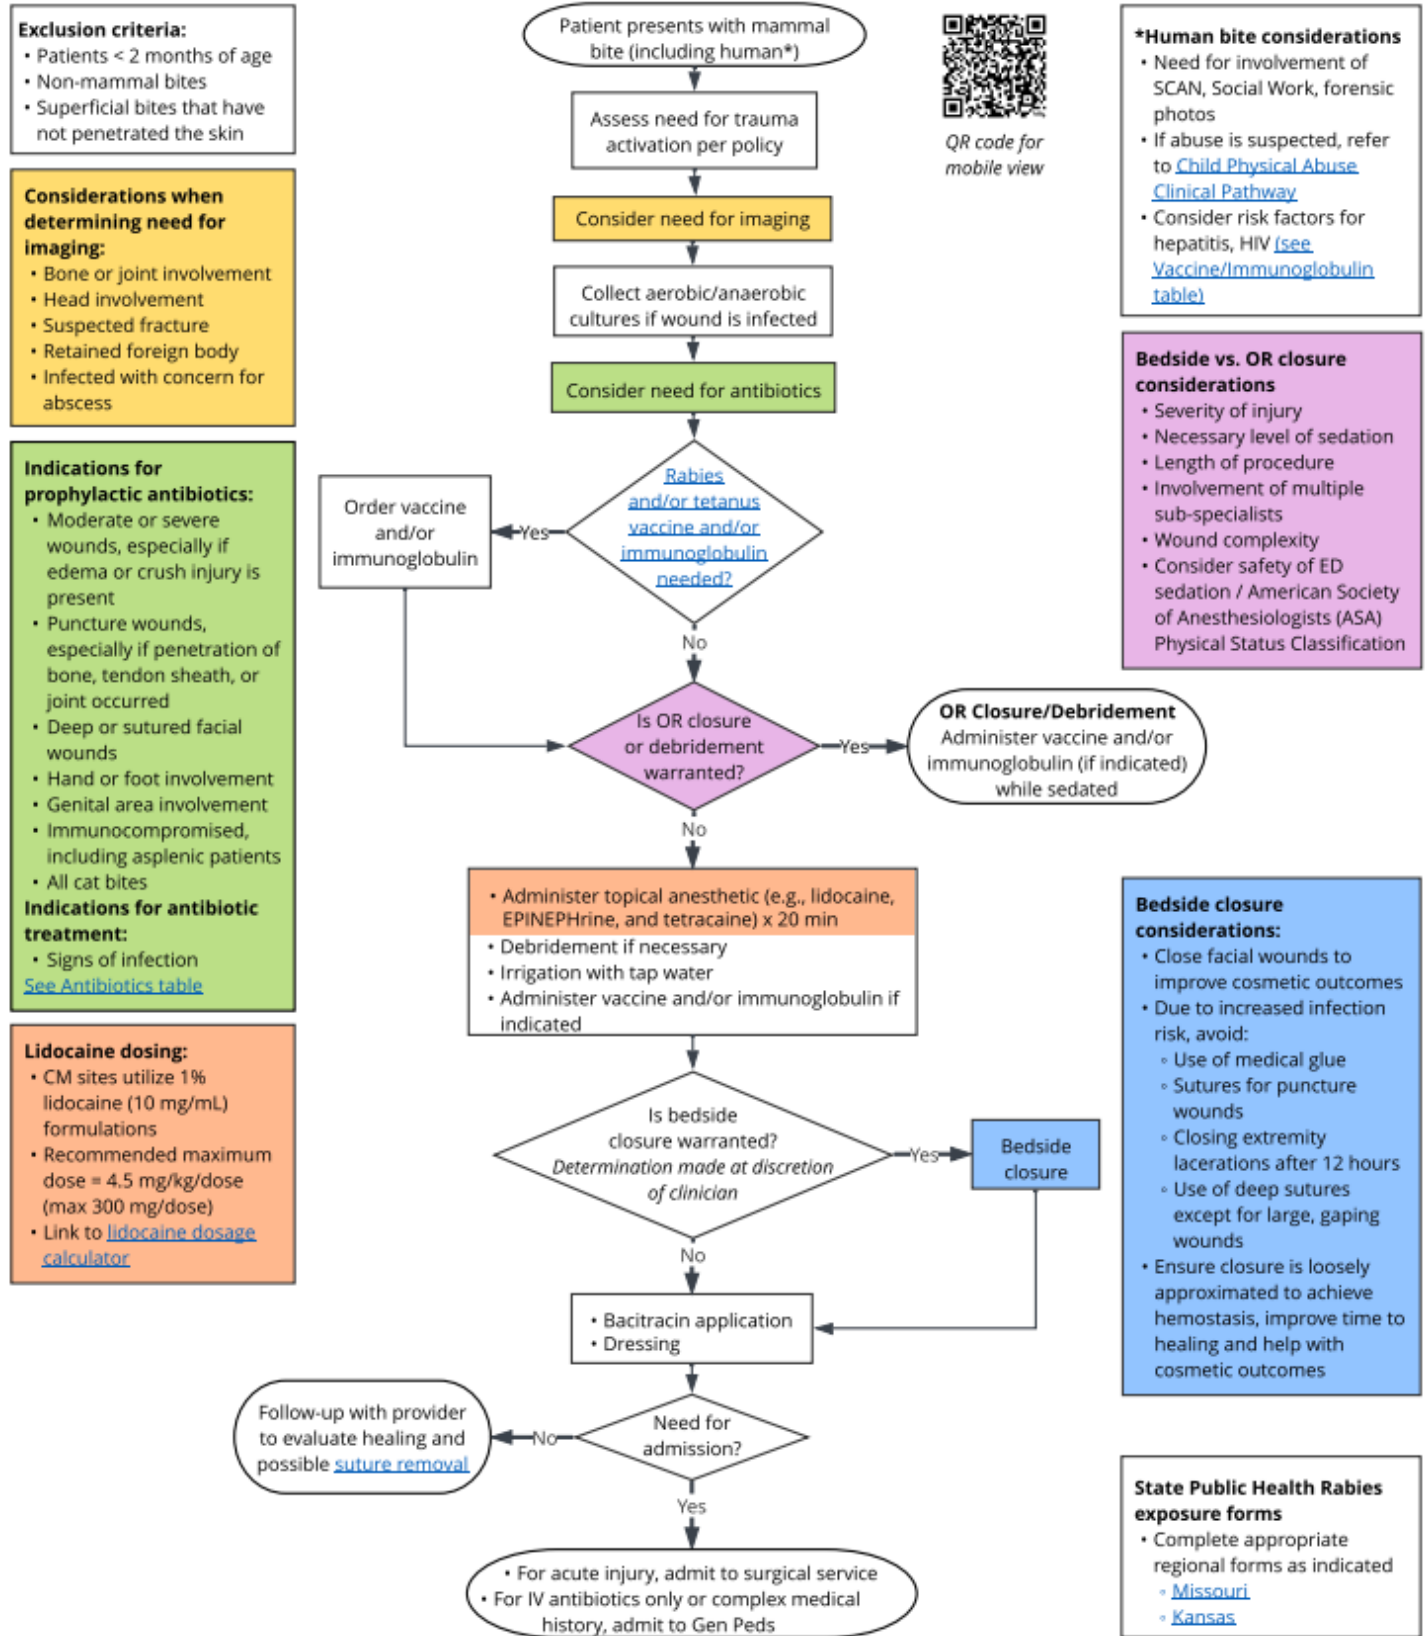 Exclusion criteria:
• Patients < 2 months of age
• Non-mammal bites
• Superficial bites that have
not penetrated the skin
Considerations when
determining need for
imaging:
• Bone or joint involvement
• Head involvement
• Suspected fracture
• Retained foreign body
• Infected with concern for
abscess
Indications for
prophylactic antibiotics:
• Moderate or severe
wounds, especially if
edema or crush injury is
present
• Puncture wounds,
especially if penetration of
bone, tendon sheath, or
joint occurred
• Deep or sutured facial
wounds
• Hand or foot involvement
• Genital area involvement
• Immunocompromised,
including asplenic patients
• All cat bites
Indications for antibiotic
treatment:
• Signs of infection
See Antibiotics table
Lidocaine dosing:
• CM sites utilize 1%
lidocaine (10 mg/mL)
formulations
• Recommended maximum
dose = 4.5 mg/kg/dose
(max 300 mg/dose)
• Link to lidocaine dosage
calculator
Patient presents with mammal
bite (including human*)
Assess need for trauma
activation per policy
Consider need for imaging
Collect aerobic/anaerobic
cultures if wound is infected
Consider need for antibiotics
Rabies
and/or tetanus
vaccine and/or
immunoglobulin
needed?
Yes
Order vaccine
and/or
immunoglobulin
No
Is OR closure
or debridement
warranted?
Yes
OR Closure/Debridement
Administer vaccine and/or
immunoglobulin (if indicated)
while sedated
No
• Administer topical anesthetic (e.g., lidocaine,
EPINEPHrine, and tetracaine) x 20 min
• Debridement if necessary
• Irrigation with tap water
• Administer vaccine and/or immunoglobulin if
indicated
Is bedside
closure warranted?
Determination made at discretion
of clinician
Yes
Bedside
closure
No
• Bacitracin application
• Dressing
Need for
admission?
No
Follow-up with provider
to evaluate healing and
possible suture removal
Yes
• For acute injury, admit to surgical service
• For IV antibiotics only or complex medical
history, admit to Gen Peds
QR code for
mobile view
*Human bite considerations
• Need for involvement of
SCAN, Social Work, forensic
photos
• If abuse is suspected, refer
to Child Physical Abuse
Clinical Pathway
• Consider risk factors for
hepatitis, HIV (see
Vaccine/Immunoglobulin
table)
Bedside vs. OR closure
considerations
• Severity of injury
• Necessary level of sedation
• Length of procedure
• Involvement of multiple
sub-specialists
• Wound complexity
• Consider safety of ED
sedation / American Society
of Anesthesiologists (ASA)
Physical Status Classification
Bedside closure
considerations:
• Close facial wounds to
improve cosmetic outcomes
• Due to increased infection
risk, avoid:
◦ Use of medical glue
◦ Sutures for puncture
wounds
◦ Closing extremity
lacerations after 12 hours
◦ Use of deep sutures
except for large, gaping
wounds
• Ensure closure is loosely
approximated to achieve
hemostasis, improve time to
healing and help with
cosmetic outcomes
State Public Health Rabies
exposure forms
• Complete appropriate
regional forms as indicated
◦ Missouri
◦ Kansas